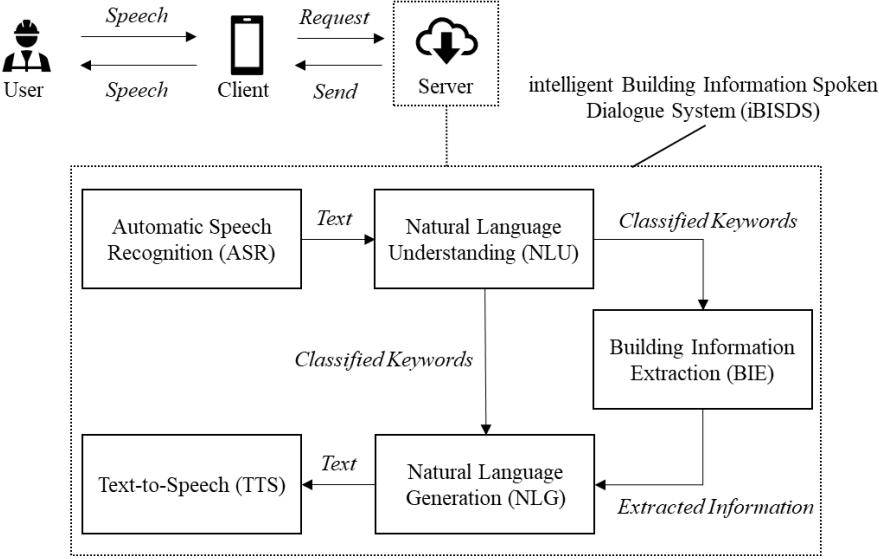 Speech
Request
Speech
Send
User
Client
Server
intelligent Building Information Spoken
Dialogue System (iBISDS)
Automatic Speech
Recognition (ASR)
Text
Natural Language
Understanding (NLU)
Classified Keywords
Building Information
Extraction (BIE)
Classified Keywords
Text-to-Speech (TTS)
Text
Natural Language
Generation (NLG)
Extracted Information